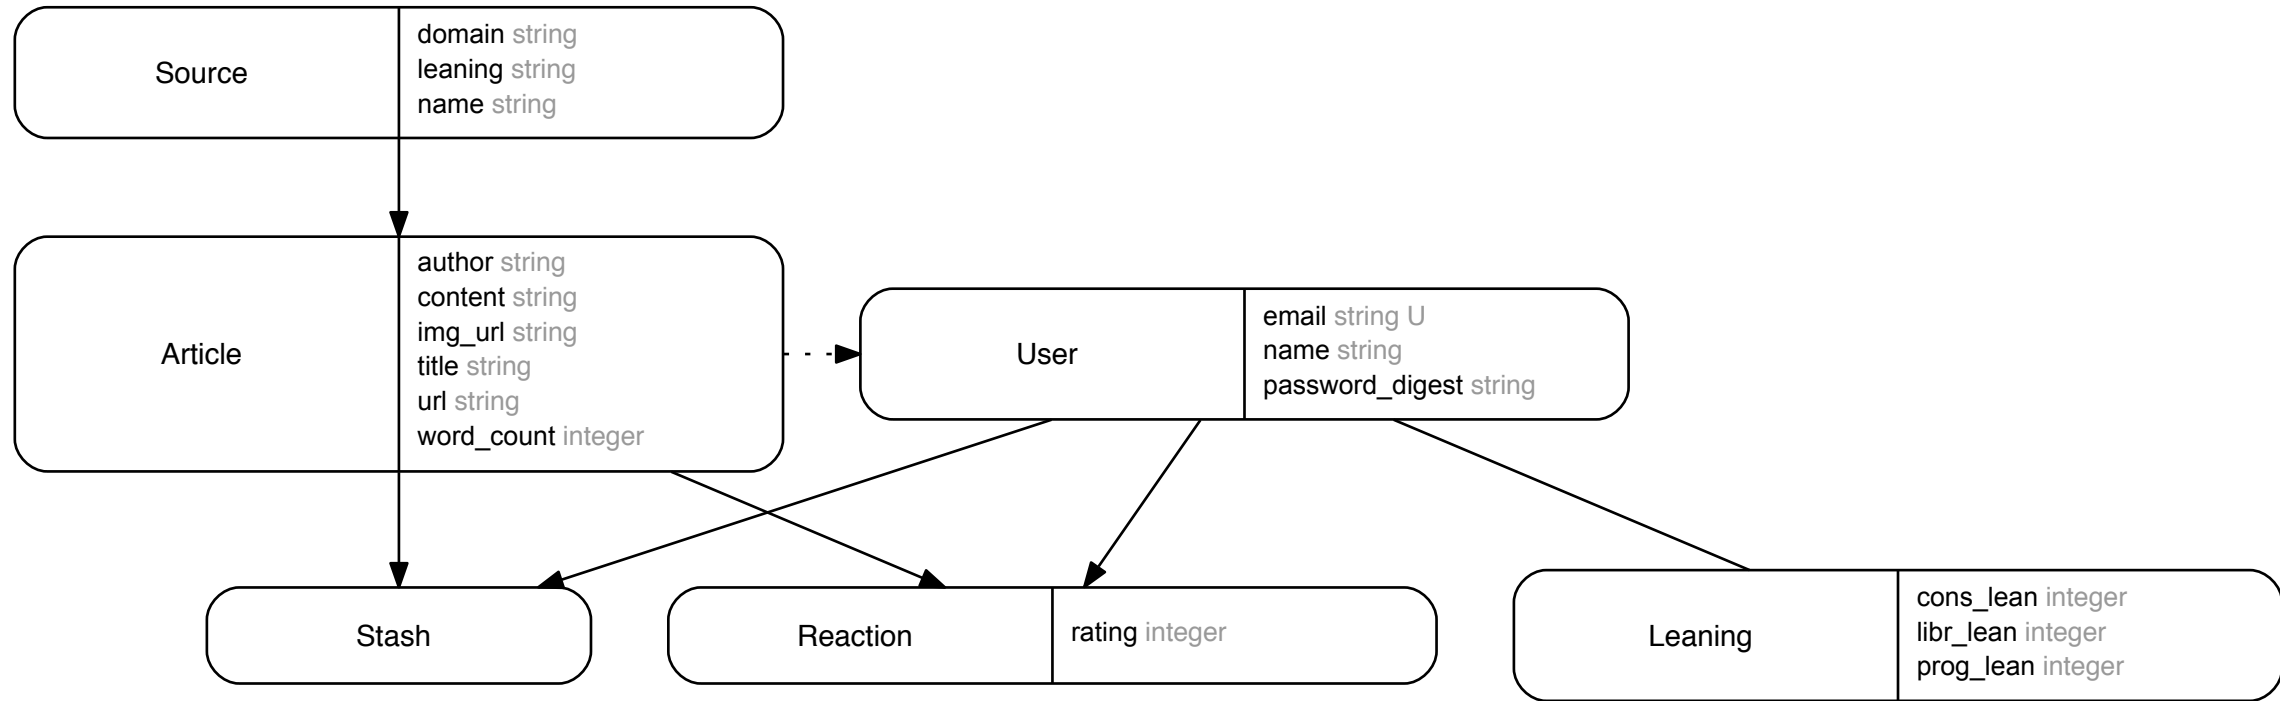 Source
domain string
leaning string
name string
Article
author string
content string
img_url string
title string
url string
word_count integer
User
email string U
name string
password_digest string
Stash
Reaction
rating integer
Leaning
cons_lean integer
libr_lean integer
prog_lean integer